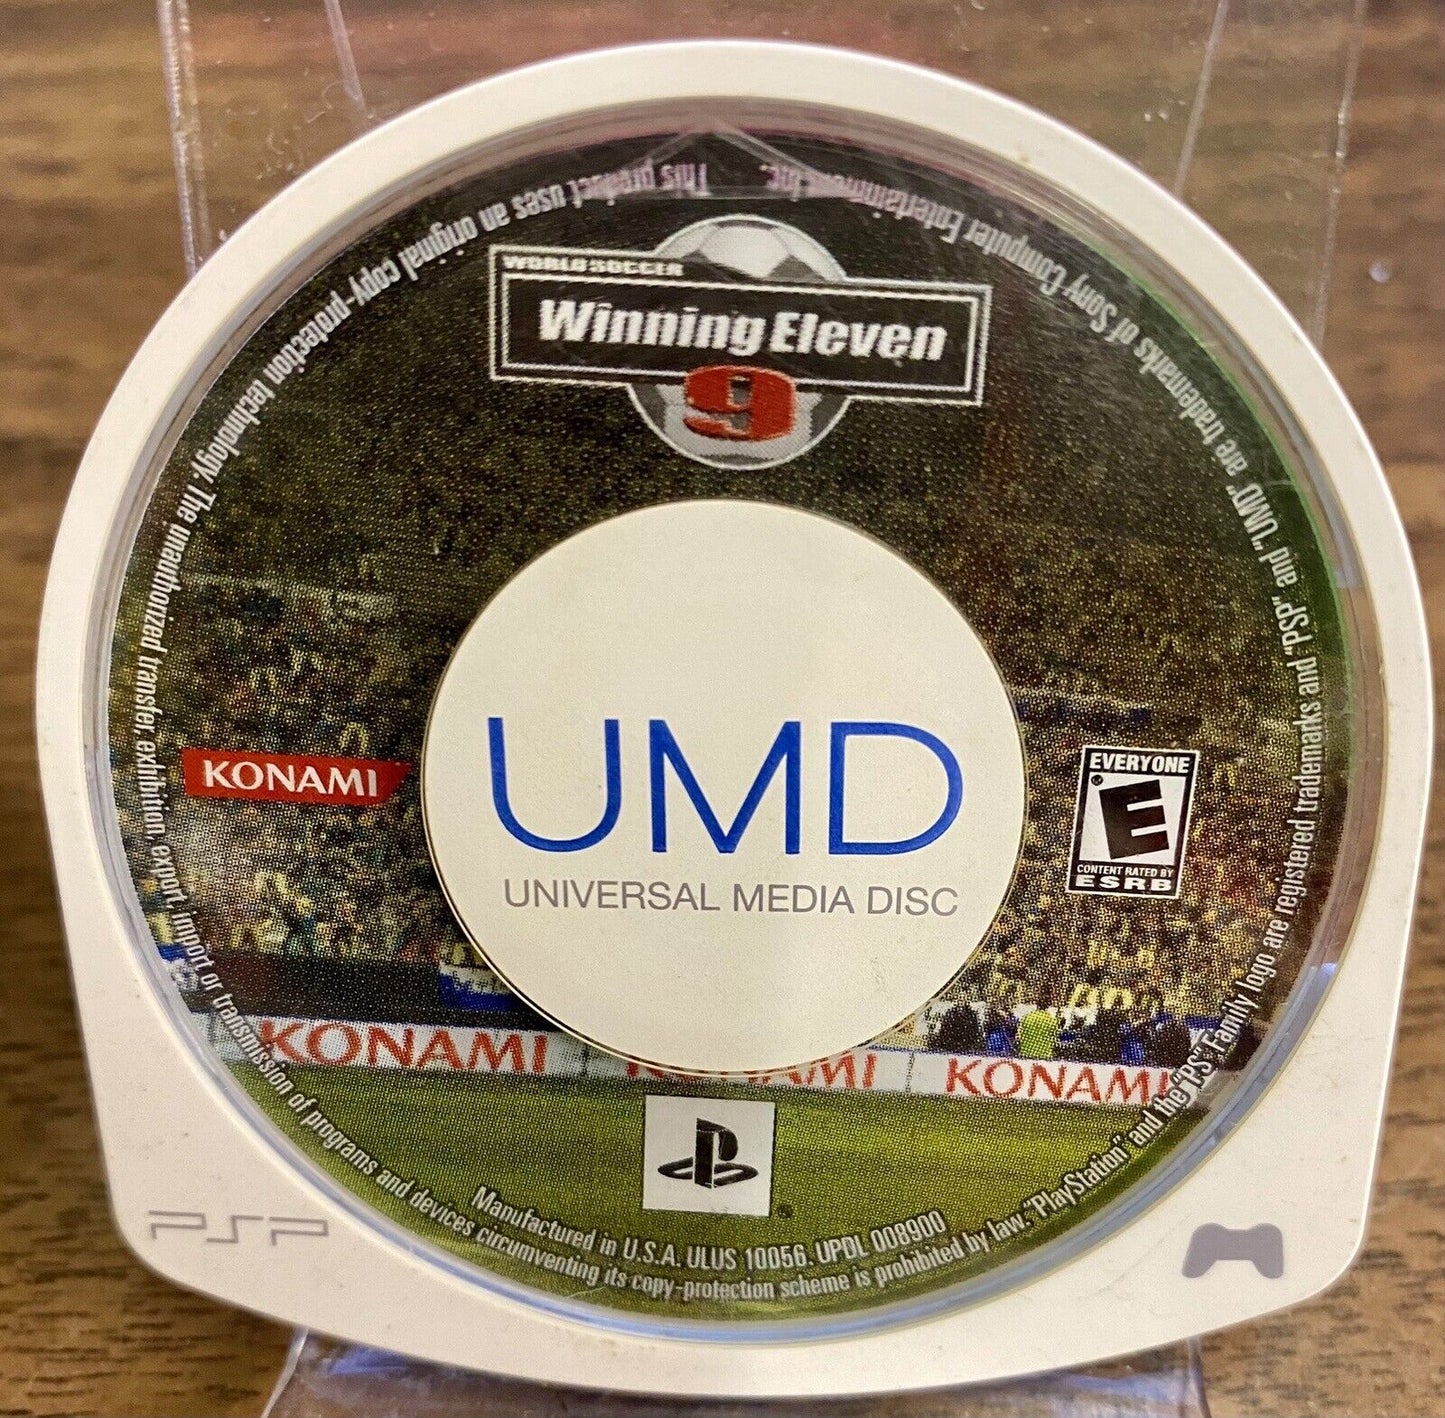 WORLD SOCCER
Winning Eleven
9
KONAMI
UMD
UNIVERSAL MEDIA DISC
EVERYONE
E
CONTENT RATED BY
ESRB
KONAMI
KONAMI
KONAMI
Manufactured in U.S.A. ULUS 10056. UPDL 008900
This product uses an original copy-protection technology. The unauthorized transfer, exhibition, export, import or transmission of programs and devices circumventing its copy-protection scheme is prohibited by law. "PlayStation" and the "PS" Family logo are registered trademarks and "PSP" and "UMD" are trademarks of Sony Computer Entertainment Inc.
PSP